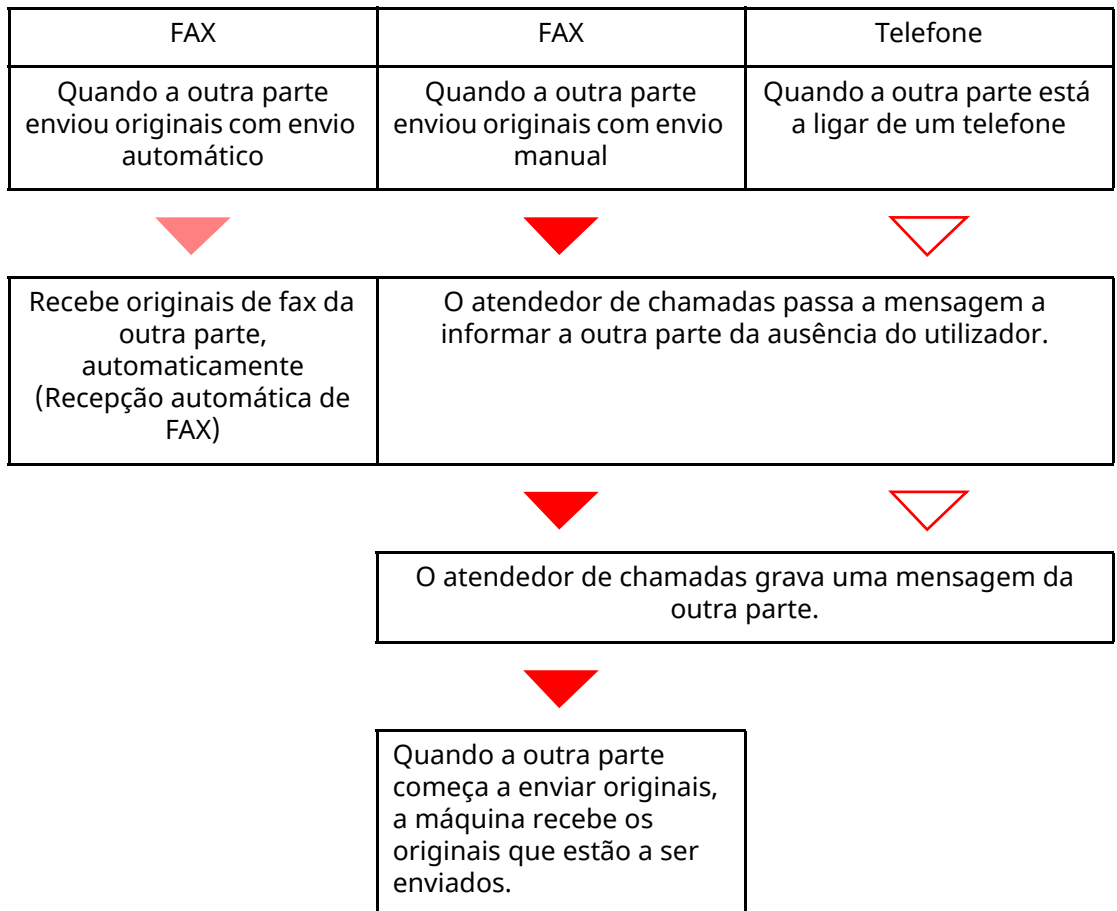 FAX
FAX
Telefone
Quando a outra parte
enviou originais com envio
automático
Quando a outra parte
enviou originais com envio
manual
Quando a outra parte está
a ligar de um telefone
Recebe originais de fax da
outra parte,
automaticamente
(Recepção automática de
FAX)
O atendedor de chamadas passa a mensagem a
informar a outra parte da ausência do utilizador.
O atendedor de chamadas grava uma mensagem da
outra parte.
Quando a outra parte
começa a enviar originais,
a máquina recebe os
originais que estão a ser
enviados.